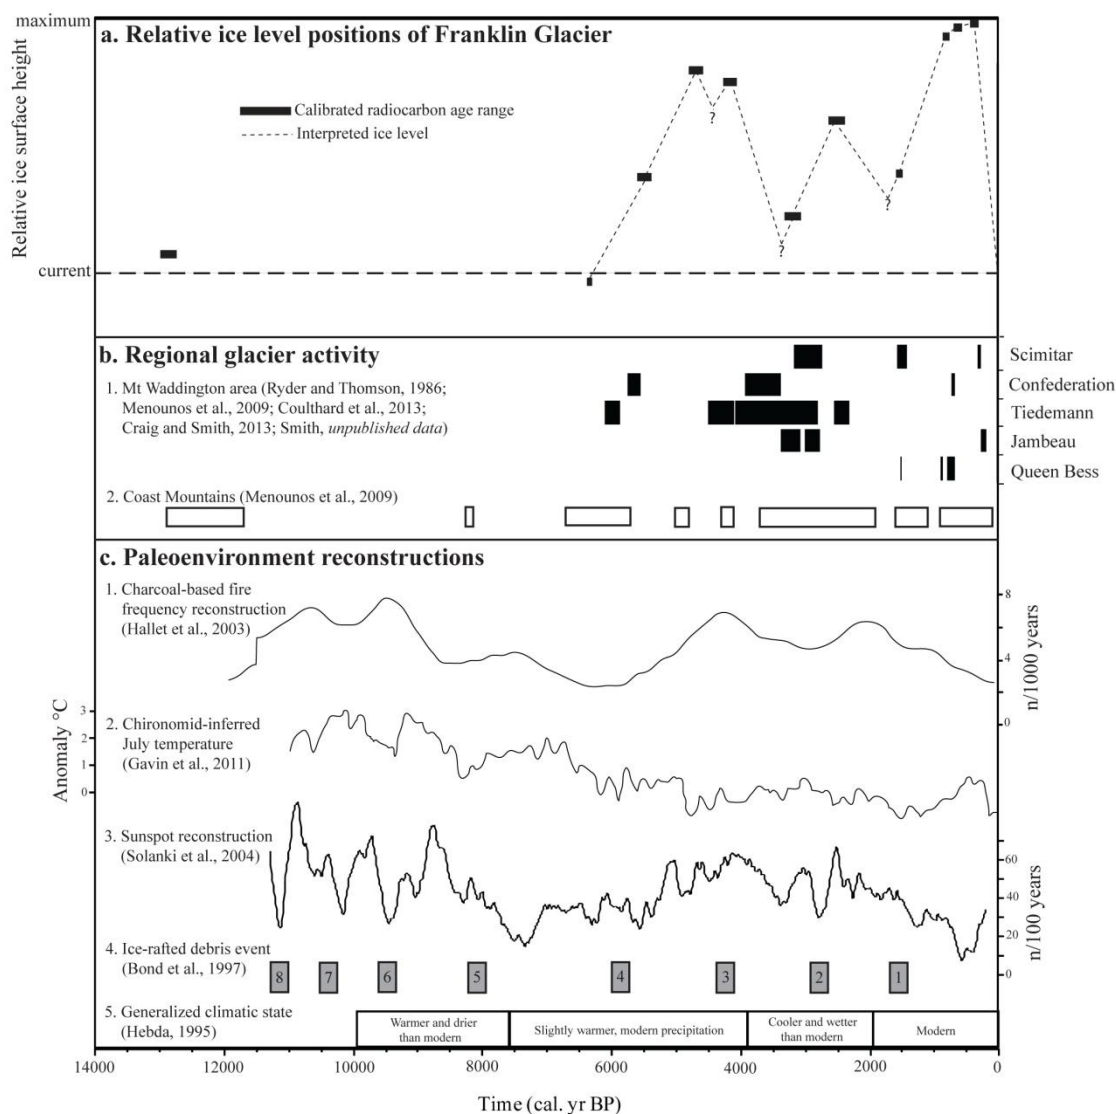 maximum
a. Relative ice level positions of Franklin Glacier
Relative ice surface height
Calibrated radiocarbon age range
Interpreted ice level
?
?
?
current
b. Regional glacier activity
1. Mt Waddington area (Ryder and Thomson, 1986;
Menounos et al., 2009; Coulthard et al., 2013;
Craig and Smith, 2013; Smith, unpublished data)
Scimitar
Confederation
Tiedemann
Jambeau
Queen Bess
2. Coast Mountains (Menounos et al., 2009)
c. Paleoenvironment reconstructions
1. Charcoal-based fire
frequency reconstruction
(Hallet et al., 2003)
8
4
0
n/1000 years
2. Chironomid-inferred
July temperature
(Gavin et al., 2011)
Anomaly °C
3
2
1
0
3. Sunspot reconstruction
(Solanki et al., 2004)
60
40
20
0
n/100 years
4. Ice-rafted debris event
(Bond et al., 1997)
8 7 6 5 4 3 2 1
5. Generalized climatic state
(Hebda, 1995)
Warmer and drier
than modern
Slightly warmer, modern precipitation
Cooler and wetter
than modern
Modern
14000 12000 10000 8000 6000 4000 2000 0
Time (cal. yr BP)